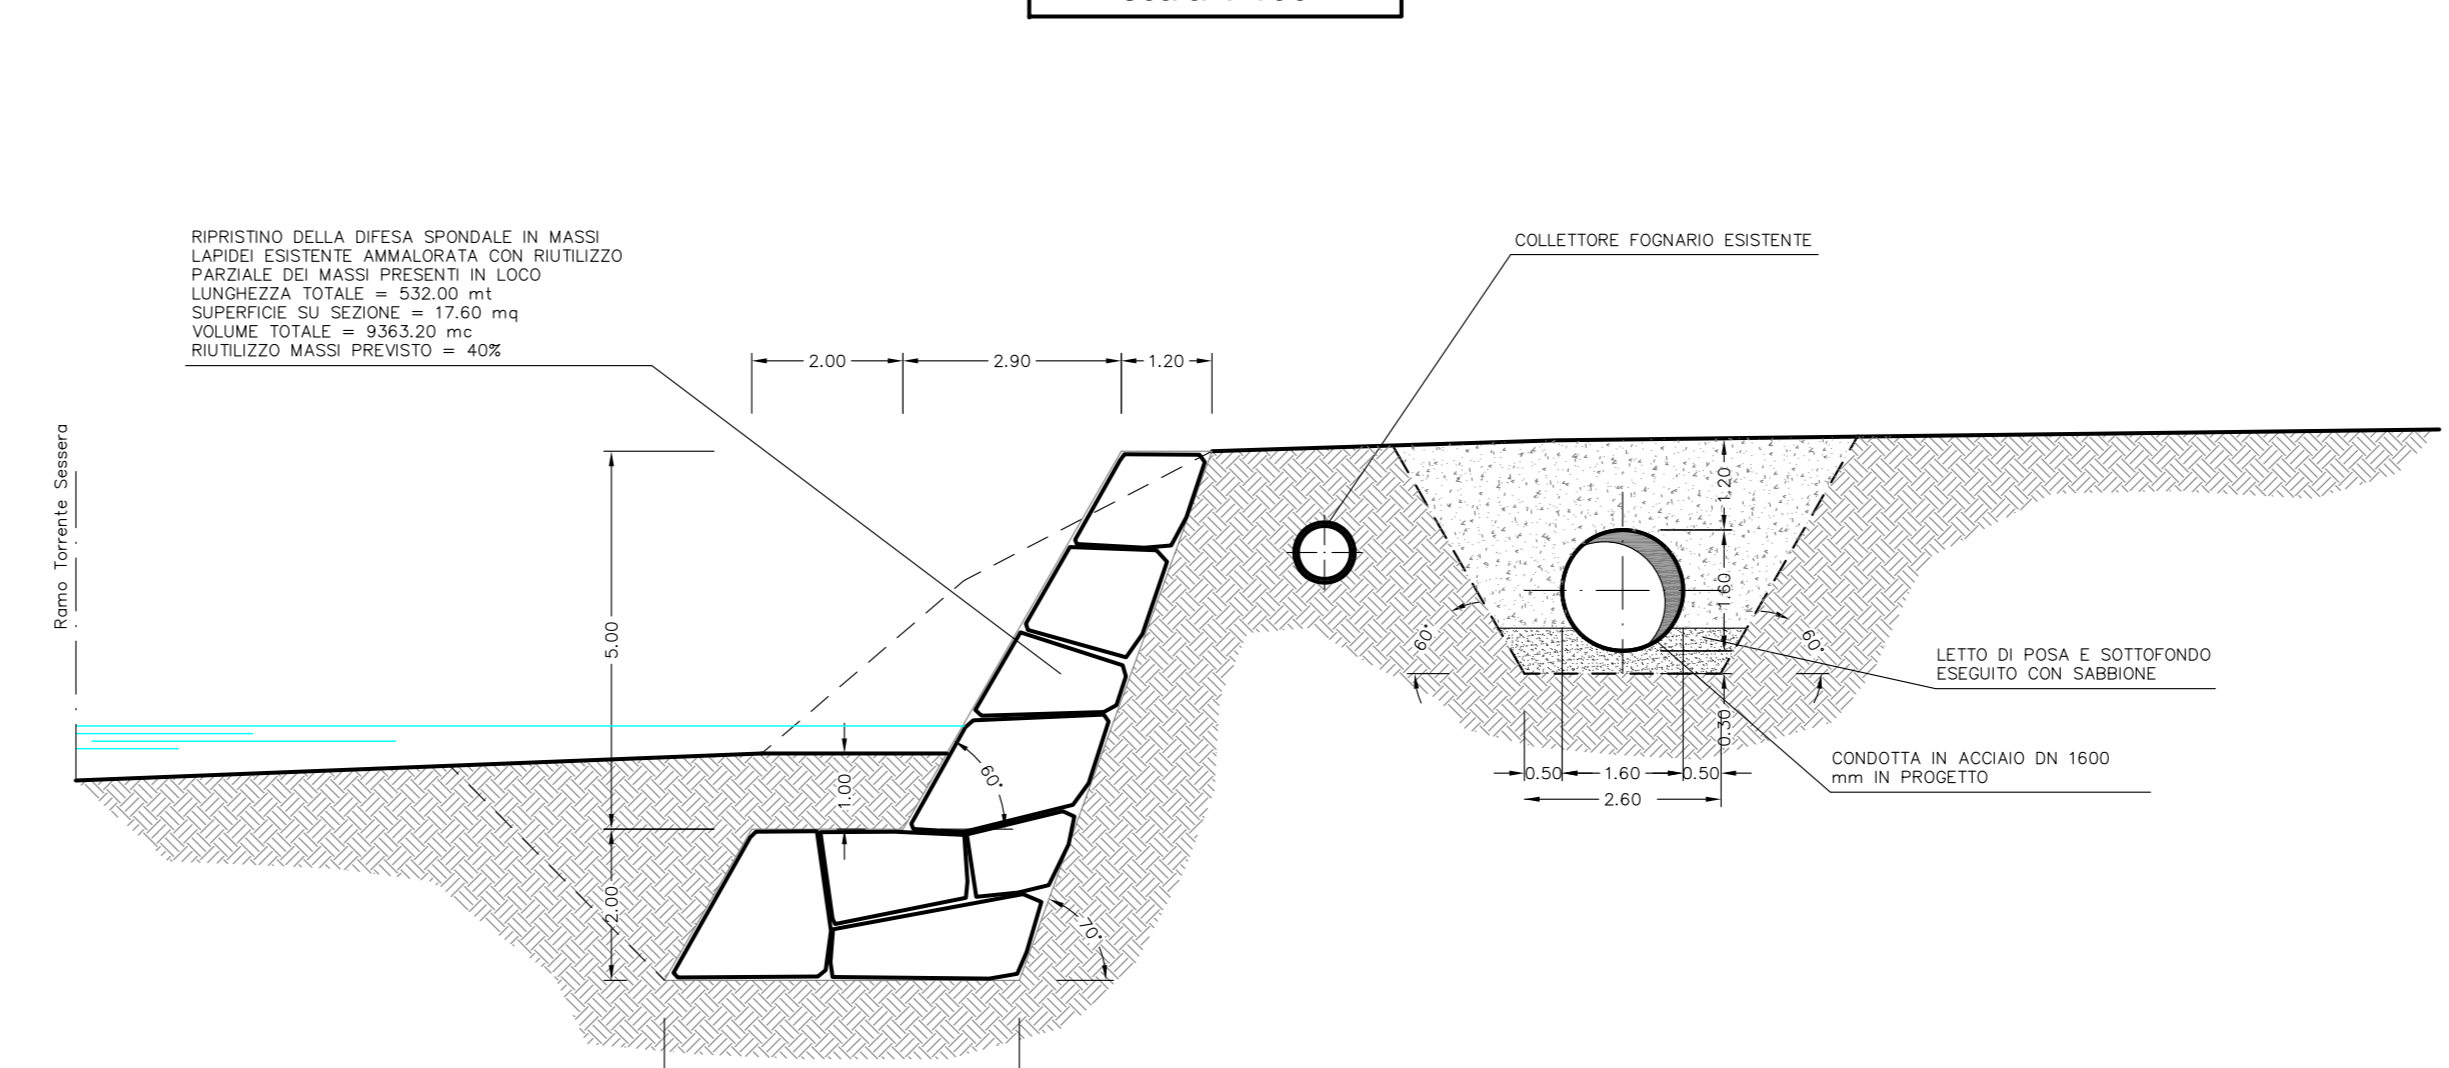 RIPRISTINO DELLA DIFESA SPONDALE IN MASSI
LAPIDEI ESISTENTE AMMALORATA CON RIUTILIZZO
PARZIALE DEI MASSI PRESENTI IN LOCO
LUNGHEZZA TOTALE = 532.00 mt
SUPERFICIE SU SEZIONE = 17.60 mq
VOLUME TOTALE = 9363.20 mc
RIUTILIZZO MASSI PREVISTO = 40%
COLLETTORE FOGNARIO ESISTENTE
2.00
2.90
1.20
Ramo Torrente Sessera
5.00
1.00
2.00
60°
70°
1.20
1.60
0.30
60°
60°
0.50
1.60
0.50
2.60
LETTO DI POSA E SOTTOFONDO
ESEGUITO CON SABBIONE
CONDOTTA IN ACCIAIO DN 1600
mm IN PROGETTO